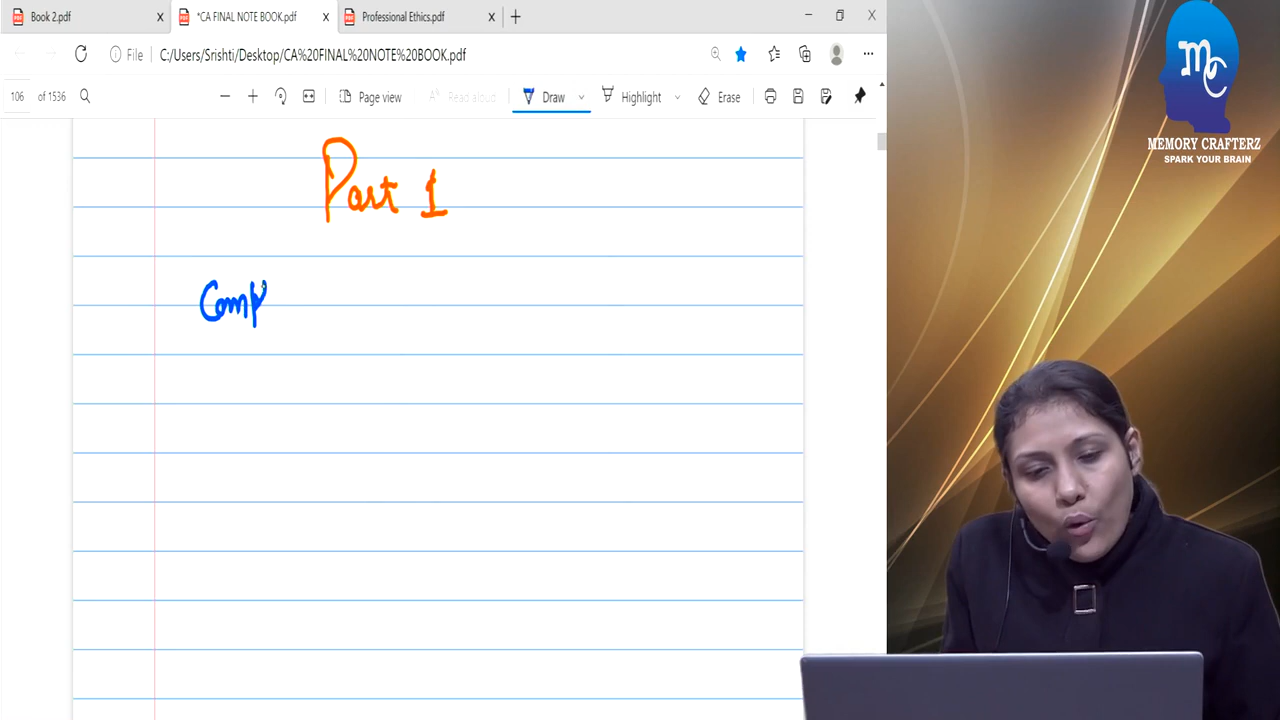 Book 2.pdf
*CA FINAL NOTE BOOK.pdf
Professional Ethics.pdf
File
C:/Users/Srishti/Desktop/CA%20FINAL%20NOTE%20BOOK.pdf
106 of 1536
Page view
Read aloud
Draw
Highlight
Erase
Part 1
Comp
MC
MEMORY CRAFTERZ
SPARK YOUR BRAIN